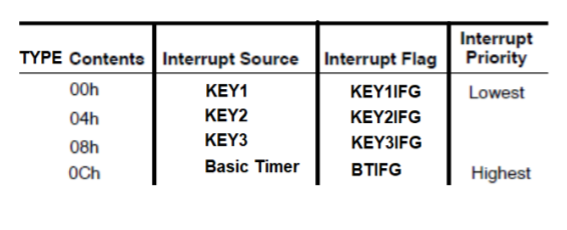 TYPE Contents Interrupt Source Interrupt Flag Interrupt Priority
00h KEY1 KEY1IFG Lowest
04h KEY2 KEY2IFG
08h KEY3 KEY3IFG
0Ch Basic Timer BTIFG Highest